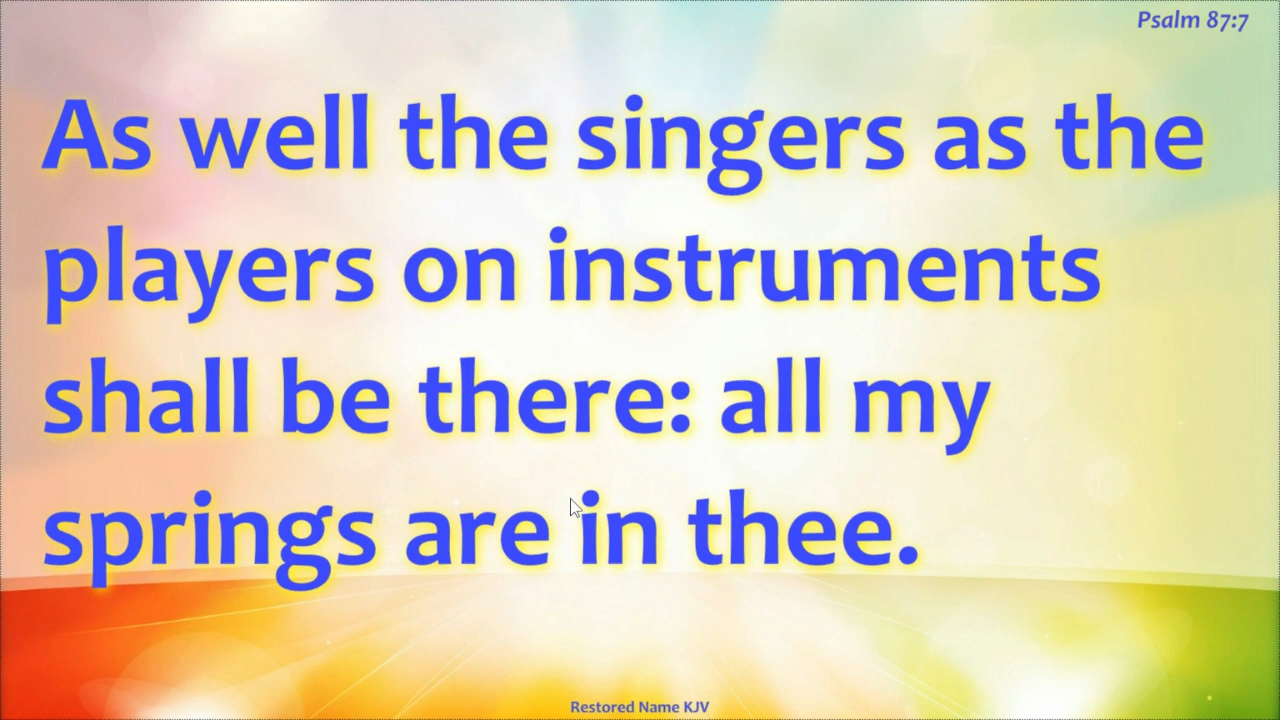 Psalm 87:7
As well the singers as the
players on instruments
shall be there: all my
springs are in thee.
Restored Name KJV